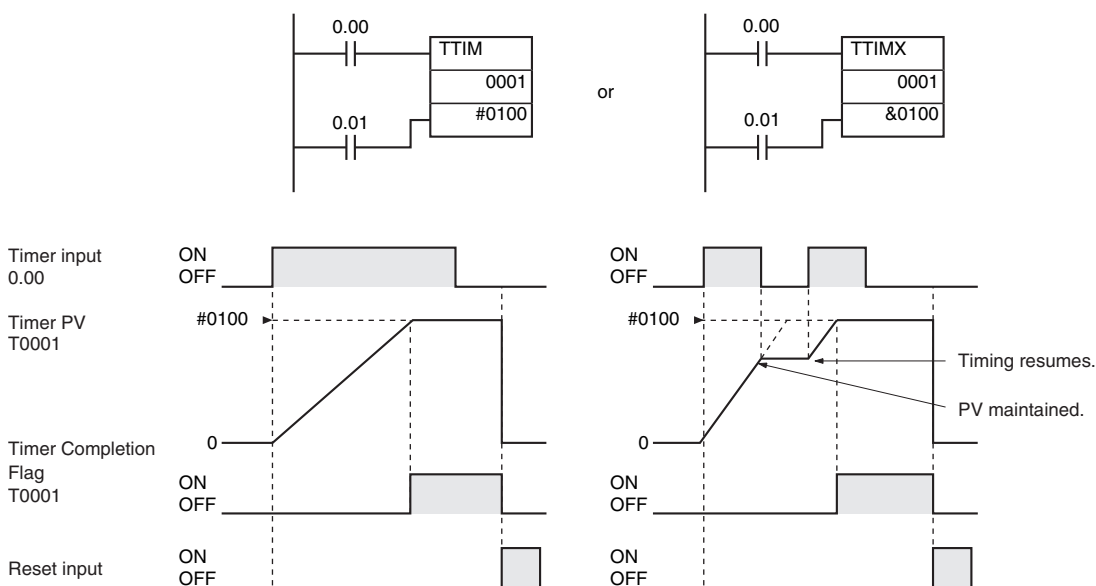 0.00
TTIM
0001
#0100
0.01
or
0.00
TTIMX
0001
&0100
0.01
Timer input
0.00
ON
OFF
ON
OFF
Timer PV
T0001
#0100
0
#0100
0
Timing resumes.
PV maintained.
Timer Completion
Flag
T0001
ON
OFF
ON
OFF
Reset input
ON
OFF
ON
OFF